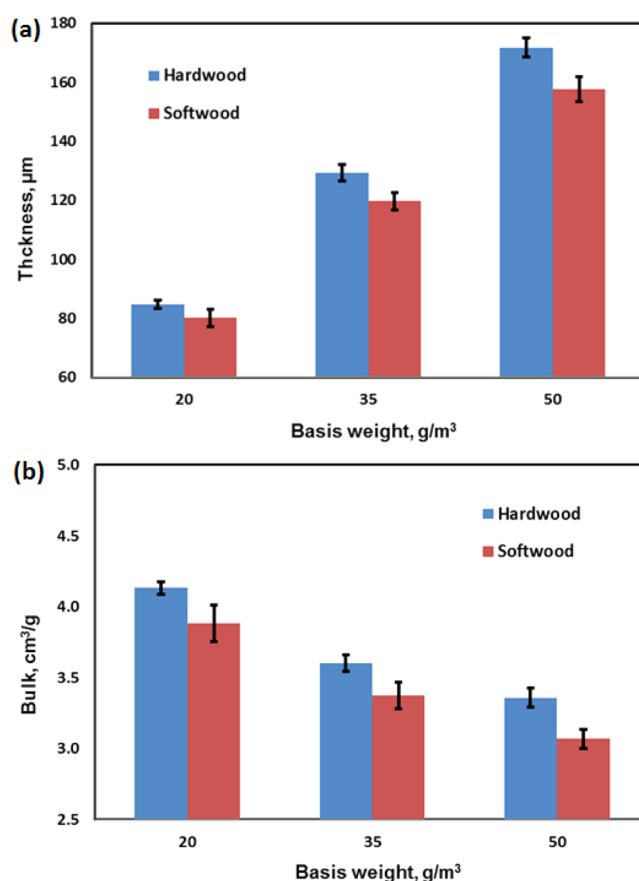 (a)
180
160
140
120
100
80
60
Thckness, µm
Hardwood
Softwood
20 35 50
Basis weight, g/m³
(b)
5.0
4.5
4.0
3.5
3.0
2.5
Bulk, cm³/g
Hardwood
Softwood
20 35 50
Basis weight, g/m³